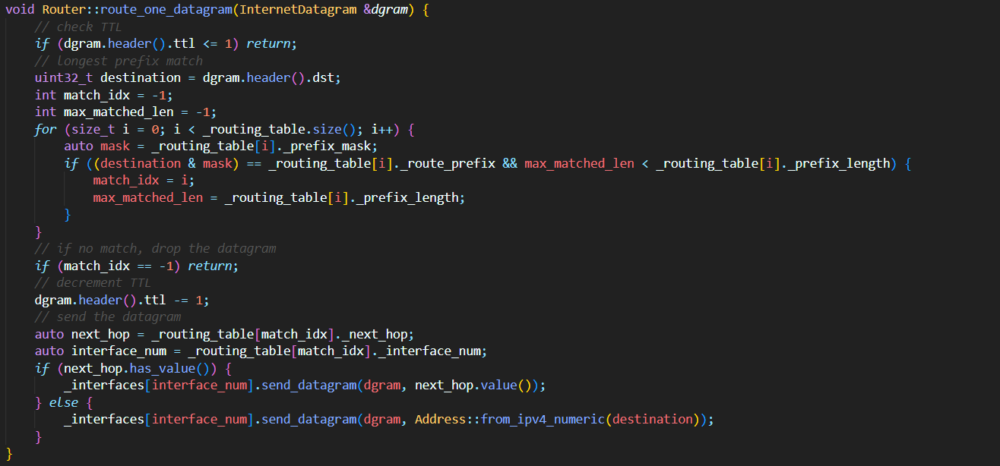 void Router::route_one_datagram(InternetDatagram &dgram) {
    // check TTL
    if (dgram.header().ttl <= 1) return;
    // longest prefix match
    uint32_t destination = dgram.header().dst;
    int match_idx = -1;
    int max_matched_len = -1;
    for (size_t i = 0; i < _routing_table.size(); i++) {
        auto mask = _routing_table[i]._prefix_mask;
        if ((destination & mask) == _routing_table[i]._route_prefix && max_matched_len < _routing_table[i]._prefix_length) {
            match_idx = i;
            max_matched_len = _routing_table[i]._prefix_length;
        }
    }
    // if no match, drop the datagram
    if (match_idx == -1) return;
    // decrement TTL
    dgram.header().ttl -= 1;
    // send the datagram
    auto next_hop = _routing_table[match_idx]._next_hop;
    auto interface_num = _routing_table[match_idx]._interface_num;
    if (next_hop.has_value()) {
        _interfaces[interface_num].send_datagram(dgram, next_hop.value());
    } else {
        _interfaces[interface_num].send_datagram(dgram, Address::from_ipv4_numeric(destination));
    }
}